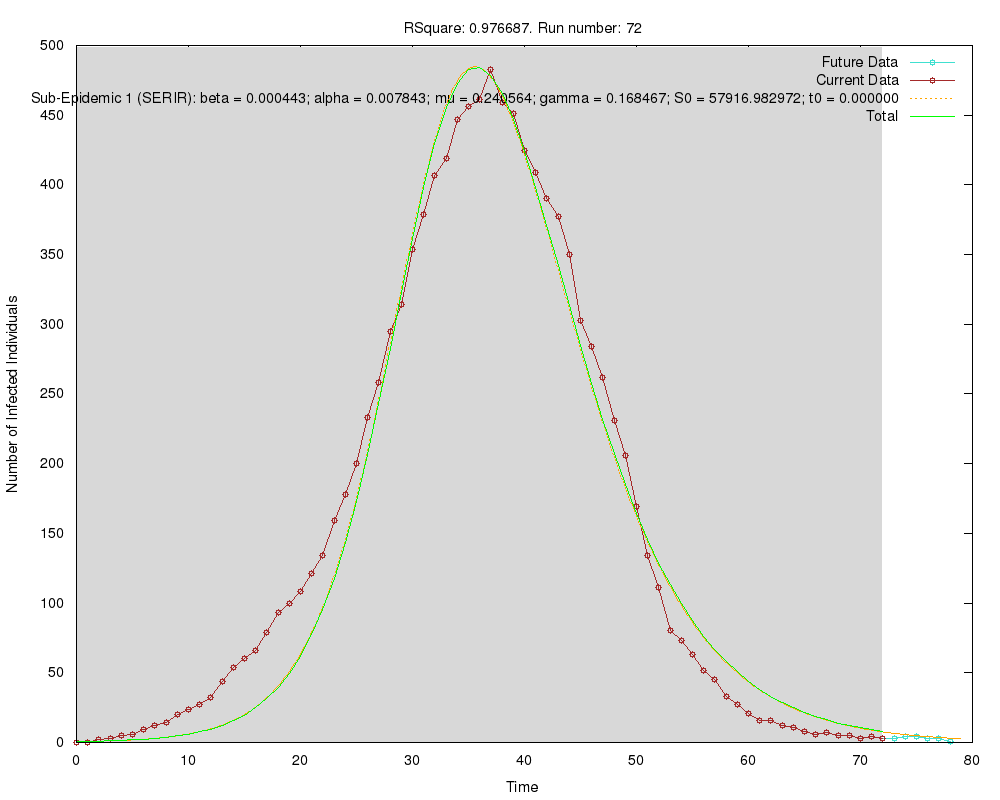 RSquare: 0.976687. Run number: 72
Future Data
Current Data
Sub-Epidemic 1 (SERIR): beta = 0.000443; alpha = 0.007843; mu = 0.240564; gamma = 0.168467; S0 = 57916.982972; t0 = 0.000000
Total
500
450
400
350
300
250
200
150
100
50
0
Number of Infected Individuals
0 10 20 30 40 50 60 70 80
Time